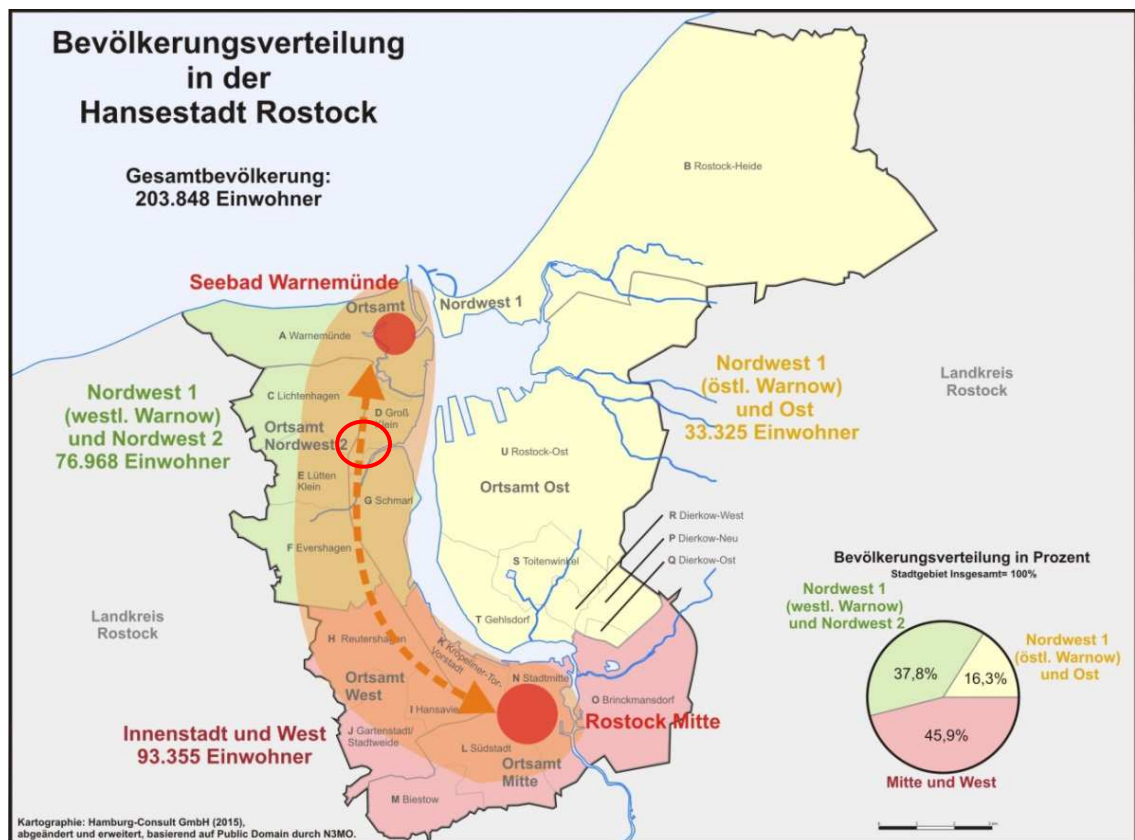 Bevölkerungsverteilung
in der
Hansestadt Rostock
Gesamtbevölkerung:
203.848 Einwohner
B Rostock-Heide
Seebad Warnemünde
Ortsamt
Nordwest 1
A Warnemünde
Nordwest 1
(westl. Warnow)
und Nordwest 2
76.968 Einwohner
C Lichtenhagen
D Groß
Klein
Ortsamt
Nordwest 2
E Lütten
Klein
G Schmarl
F Evershagen
Nordwest 1
(östl. Warnow)
und Ost
33.325 Einwohner
Landkreis
Rostock
U Rostock-Ost
Ortsamt Ost
R Dierkow-West
P Dierkow-Neu
Q Dierkow-Ost
S Toitenwinkel
T Gehlsdorf
Landkreis
Rostock
H Reutershagen
K Kröpeliner-Tor-
Vorstadt
Ortsamt
West
N Stadtmitte
I Hansavie
O Brinckmansdorf
Rostock Mitte
Innenstadt und West
93.355 Einwohner
J Gartenstadt/
Stadtweide
L Südstadt
Ortsamt
Mitte
M Biestow
Bevölkerungsverteilung in Prozent
Stadtgebiet Insgesamt= 100%
Nordwest 1
(westl. Warnow)
und Nordwest 2
Nordwest 1
(östl. Warnow)
und Ost
37,8%
16,3%
45,9%
Mitte und West
Kartographie: Hamburg-Consult GmbH (2015),
abgeändert und erweitert, basierend auf Public Domain durch N3MO.